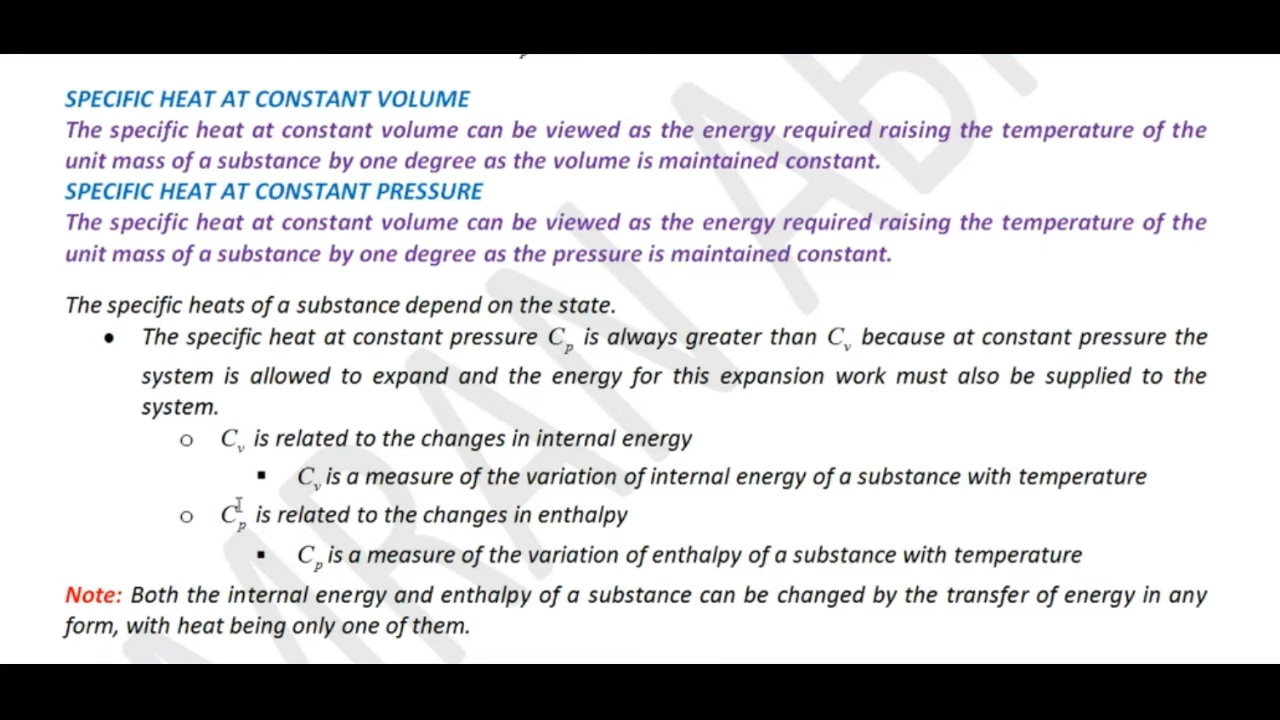 SPECIFIC HEAT AT CONSTANT VOLUME
The specific heat at constant volume can be viewed as the energy required raising the temperature of the
unit mass of a substance by one degree as the volume is maintained constant.
SPECIFIC HEAT AT CONSTANT PRESSURE
The specific heat at constant volume can be viewed as the energy required raising the temperature of the
unit mass of a substance by one degree as the pressure is maintained constant.
The specific heats of a substance depend on the state.
• The specific heat at constant pressure Cp is always greater than Cv because at constant pressure the
system is allowed to expand and the energy for this expansion work must also be supplied to the
system.
o Cv is related to the changes in internal energy
▪ Cv is a measure of the variation of internal energy of a substance with temperature
o Cp is related to the changes in enthalpy
▪ Cp is a measure of the variation of enthalpy of a substance with temperature
Note: Both the internal energy and enthalpy of a substance can be changed by the transfer of energy in any
form, with heat being only one of them.